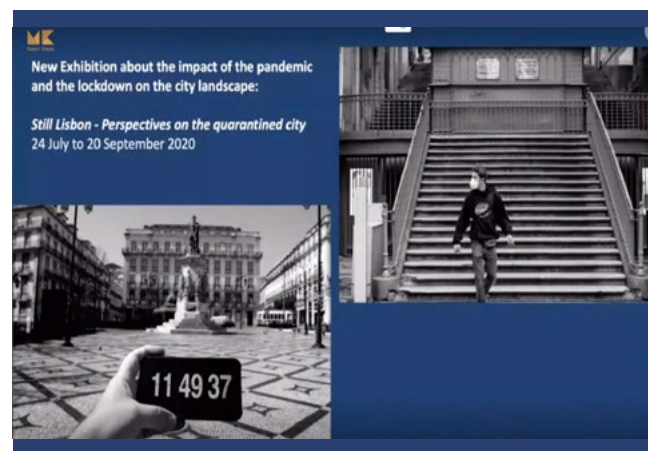 MK
New Exhibition about the impact of the pandemic
and the lockdown on the city landscape:
Still Lisbon - Perspectives on the quarantined city
24 July to 20 September 2020
11 49 37